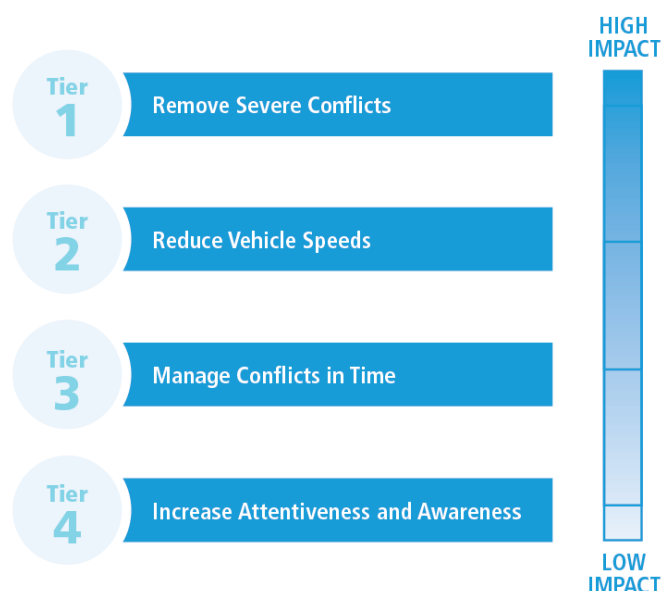 HIGH
IMPACT
Tier
1
Remove Severe Conflicts
Tier
2
Reduce Vehicle Speeds
Tier
3
Manage Conflicts in Time
Tier
4
Increase Attentiveness and Awareness
LOW
IMPACT